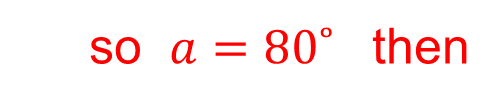 so a = 80° then